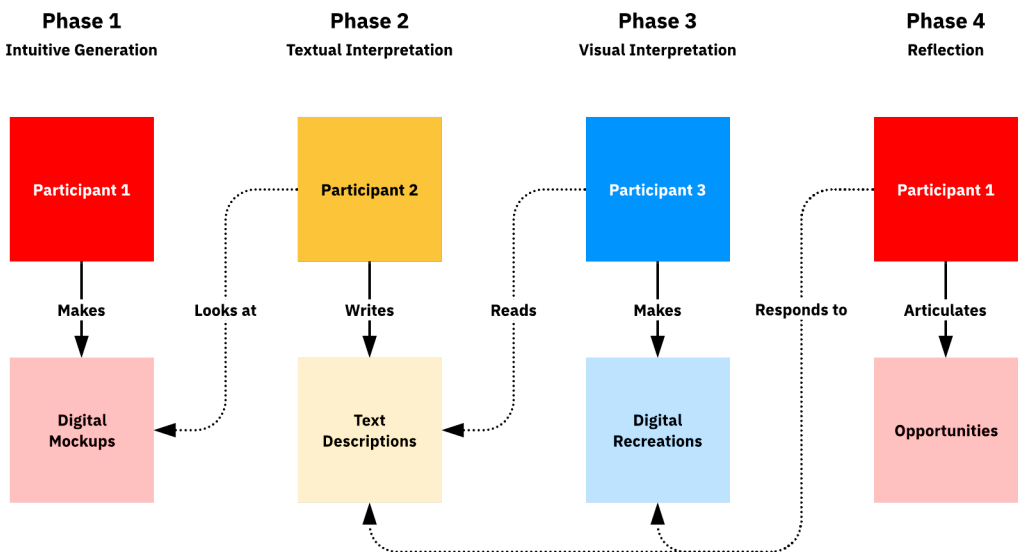 Phase 1
Intuitive Generation
Phase 2
Textual Interpretation
Phase 3
Visual Interpretation
Phase 4
Reflection
Participant 1
Participant 2
Participant 3
Participant 1
Makes
Looks at
Writes
Reads
Makes
Responds to
Articulates
Digital
Mockups
Text
Descriptions
Digital
Recreations
Opportunities